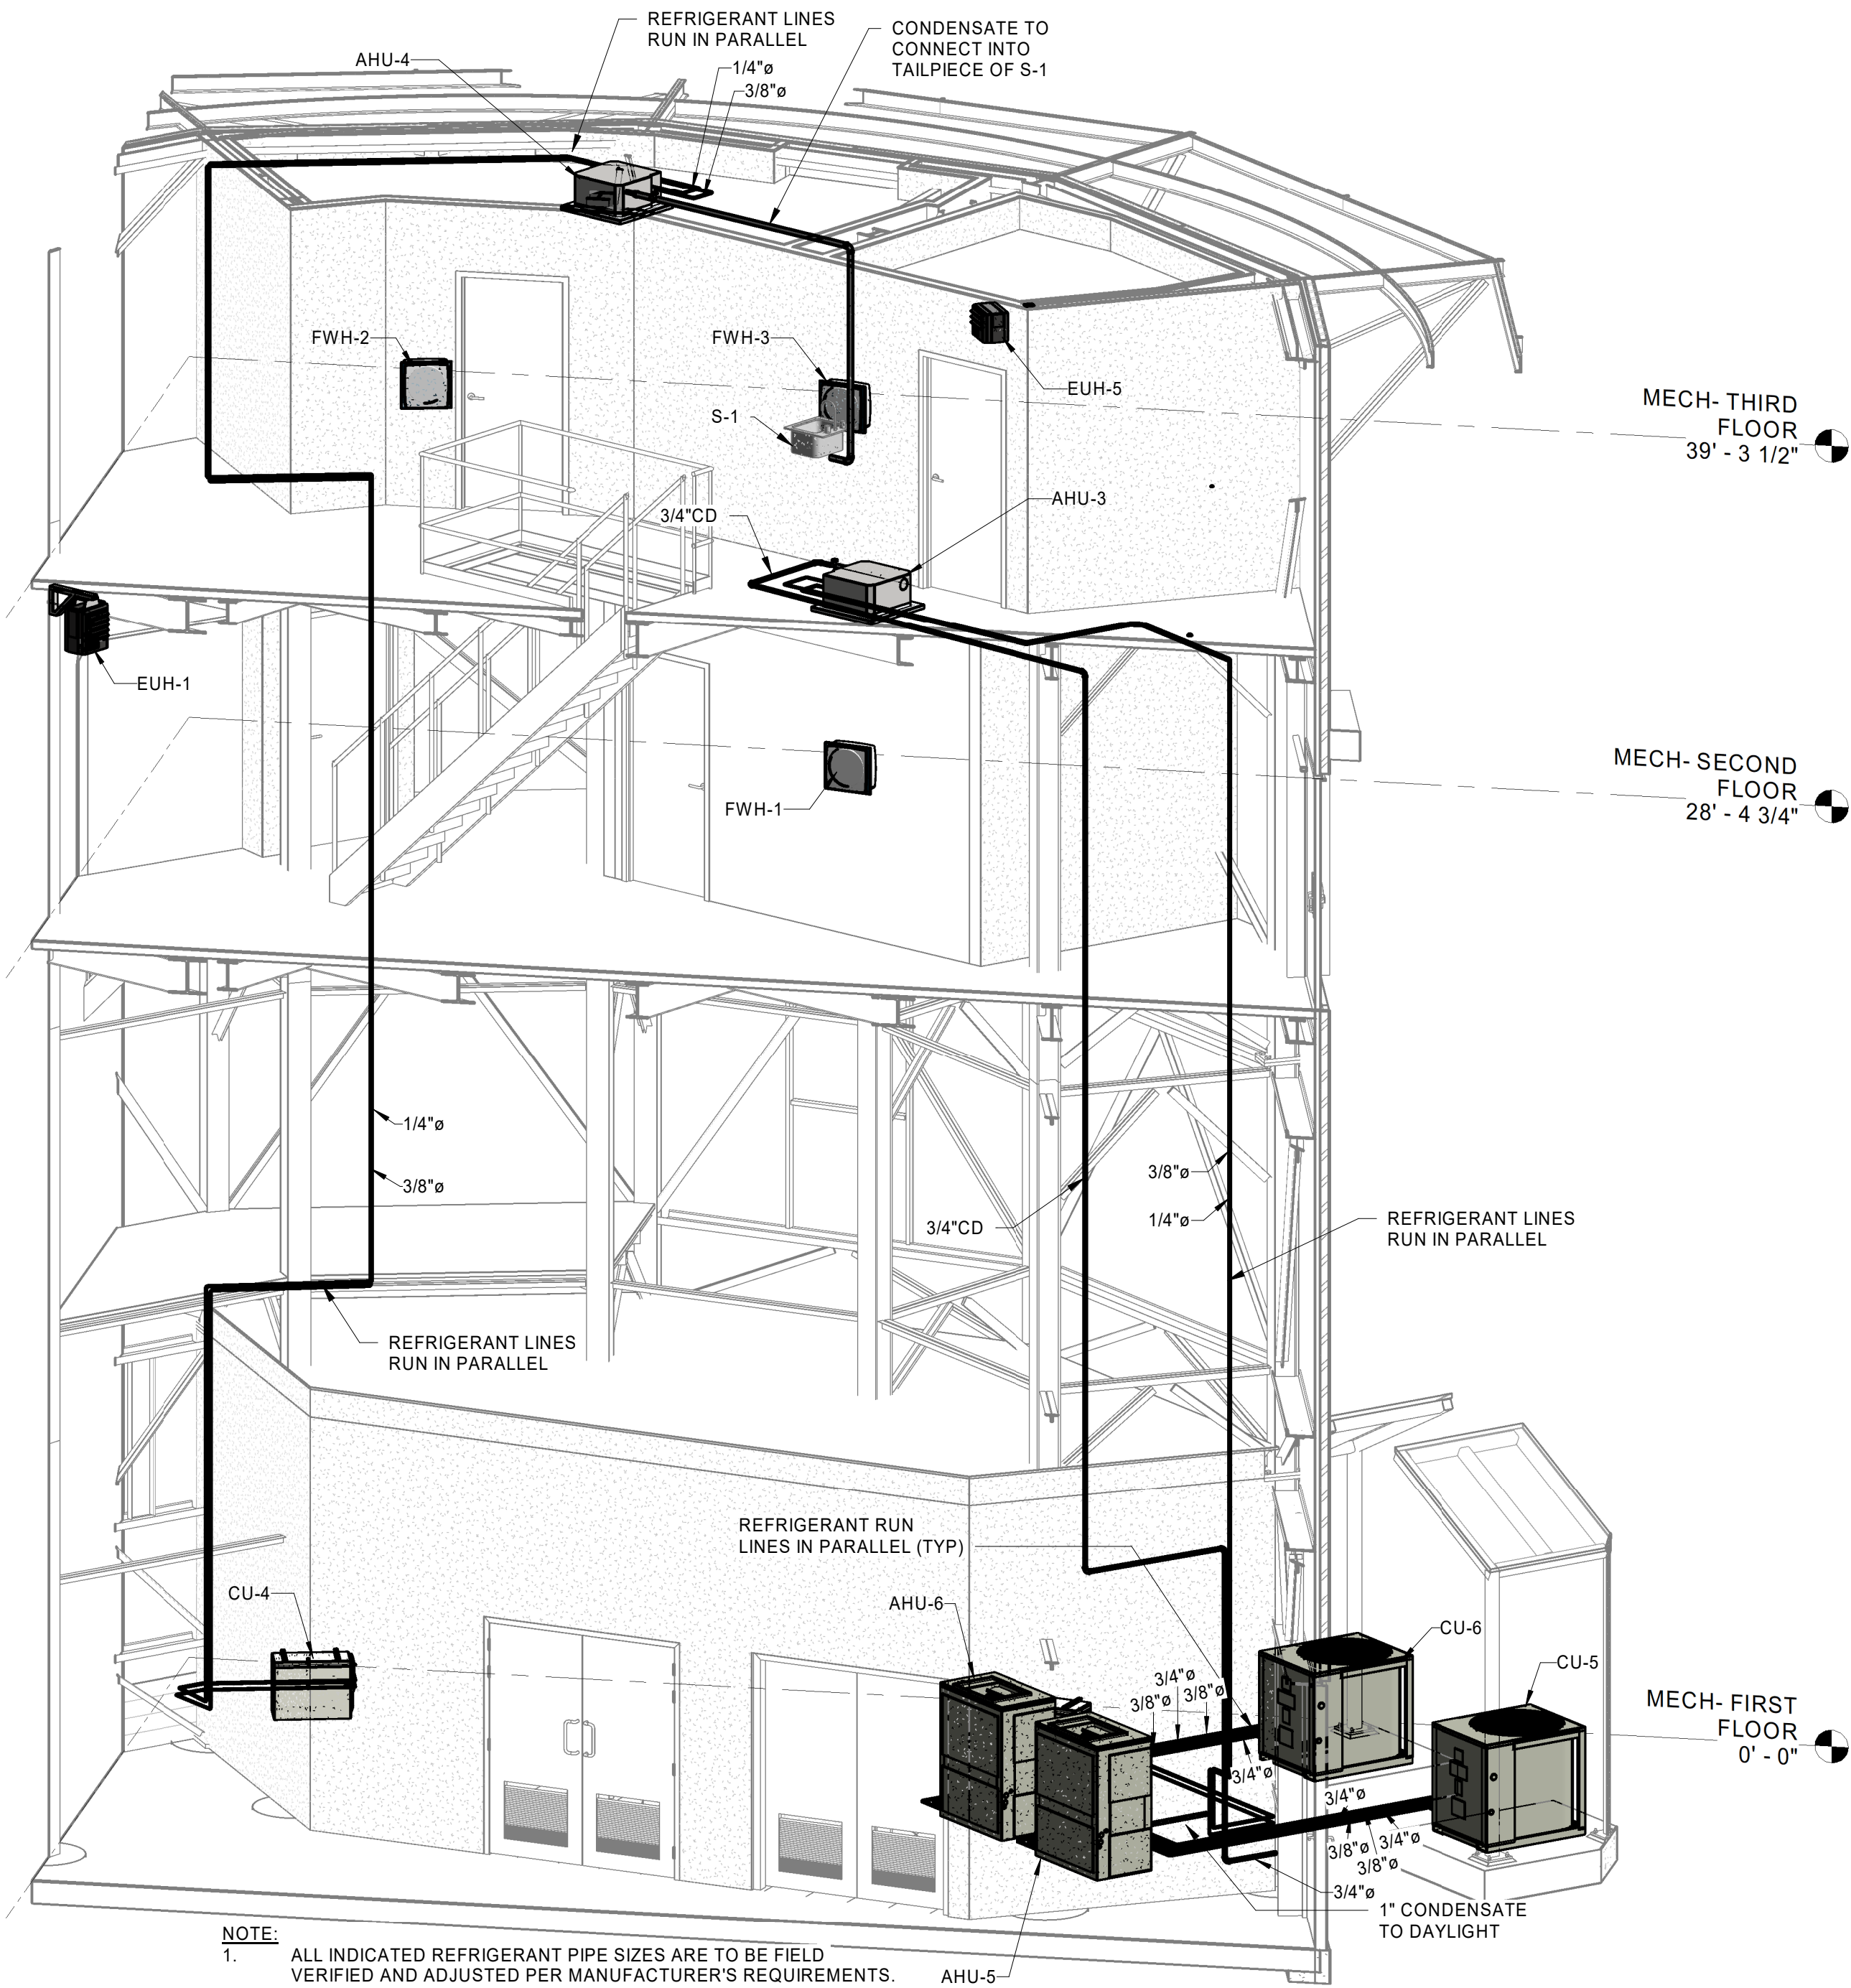 REFRIGERANT LINES
RUN IN PARALLEL
CONDENSATE TO
CONNECT INTO
TAILPIECE OF S-1
AHU-4
1/4"ø
3/8"ø
FWH-2
FWH-3
EUH-5
S-1
MECH- THIRD
FLOOR
39' - 3 1/2"
AHU-3
3/4"CD
EUH-1
MECH- SECOND
FLOOR
28' - 4 3/4"
FWH-1
1/4"ø
3/8"ø
3/8"ø
1/4"ø
3/4"CD
REFRIGERANT LINES
RUN IN PARALLEL
REFRIGERANT LINES
RUN IN PARALLEL
REFRIGERANT RUN
LINES IN PARALLEL (TYP)
CU-4
AHU-6
CU-6
CU-5
3/4"ø
3/8"ø
3/8"ø
MECH- FIRST
FLOOR
0' - 0"
3/4"ø
3/4"ø
3/4"ø
3/8"ø
3/8"ø
3/4"ø
1" CONDENSATE
TO DAYLIGHT
NOTE:
1. ALL INDICATED REFRIGERANT PIPE SIZES ARE TO BE FIELD
VERIFIED AND ADJUSTED PER MANUFACTURER'S REQUIREMENTS.
AHU-5